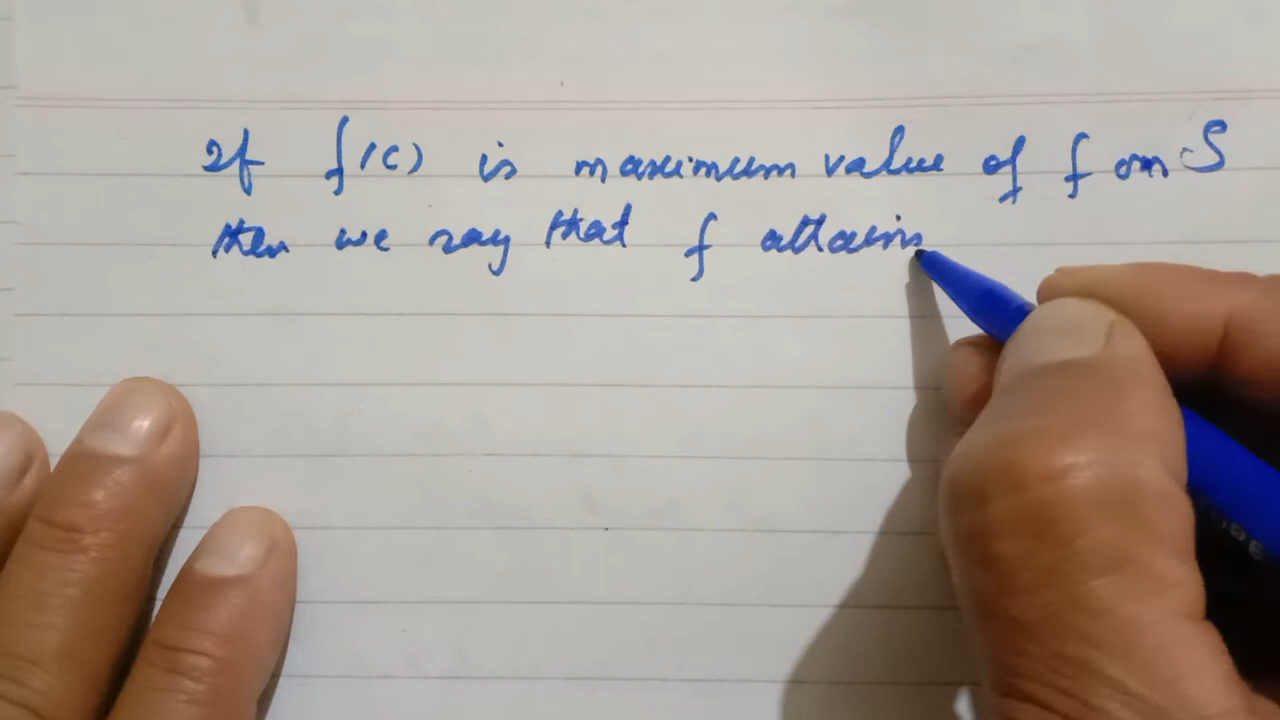 If f(c) is maximum value of f on S
then we say that f attains